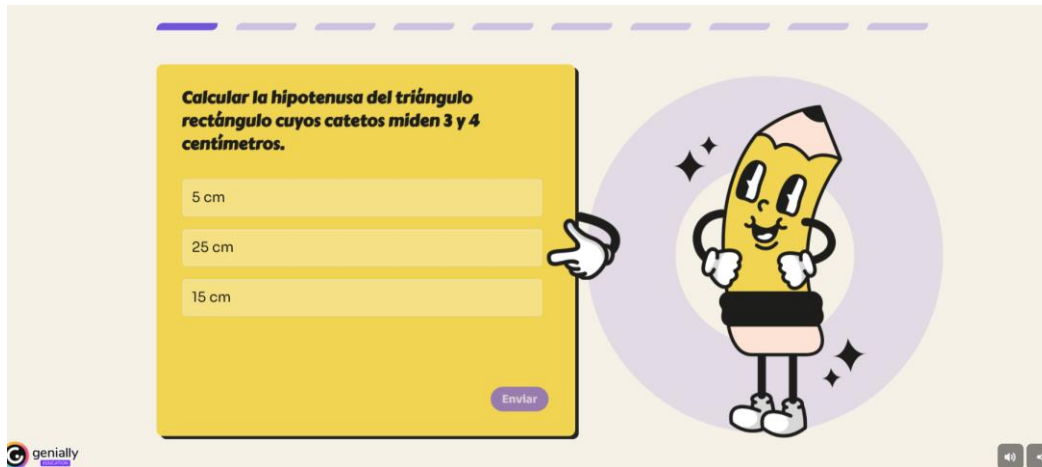 Calcular la hipotenusa del triángulo
rectángulo cuyos catetos miden 3 y 4
centímetros.
5 cm
25 cm
15 cm
Enviar
genially
EDUCATION